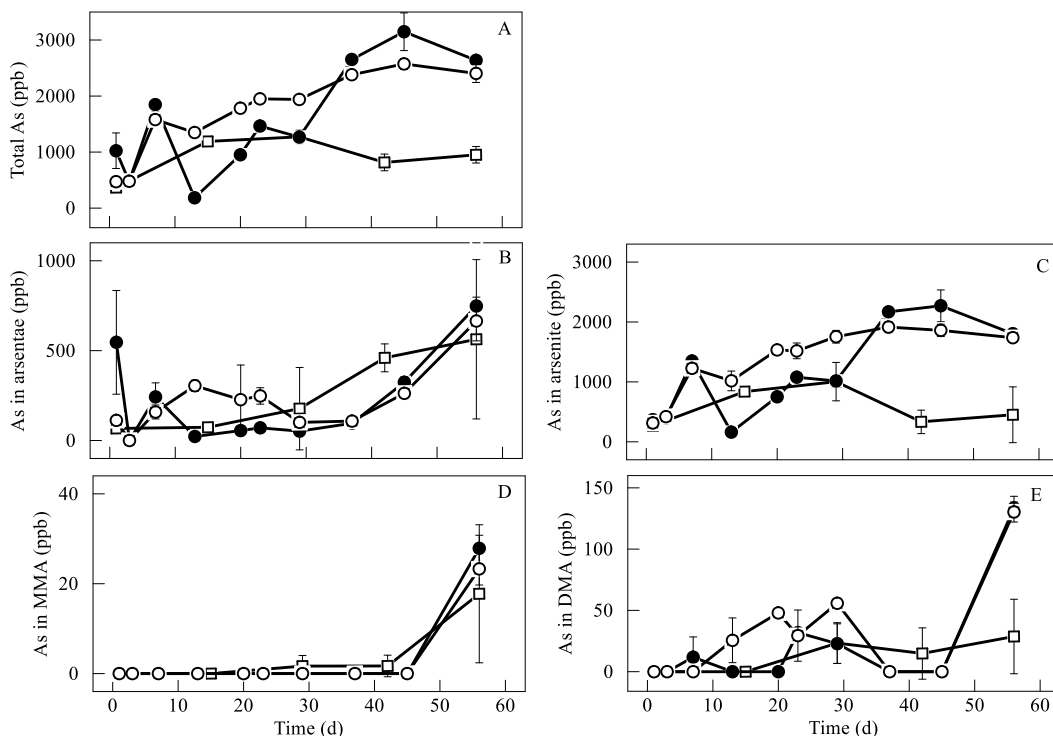 A
3000
2000
1000
0
Total As (ppb)
B
1000
500
0
As in arsentae (ppb)
C
3000
2000
1000
0
As in arsenite (ppb)
D
40
20
0
As in MMA (ppb)
0 10 20 30 40 50 60
Time (d)
E
150
100
50
0
As in DMA (ppb)
0 10 20 30 40 50 60
Time (d)